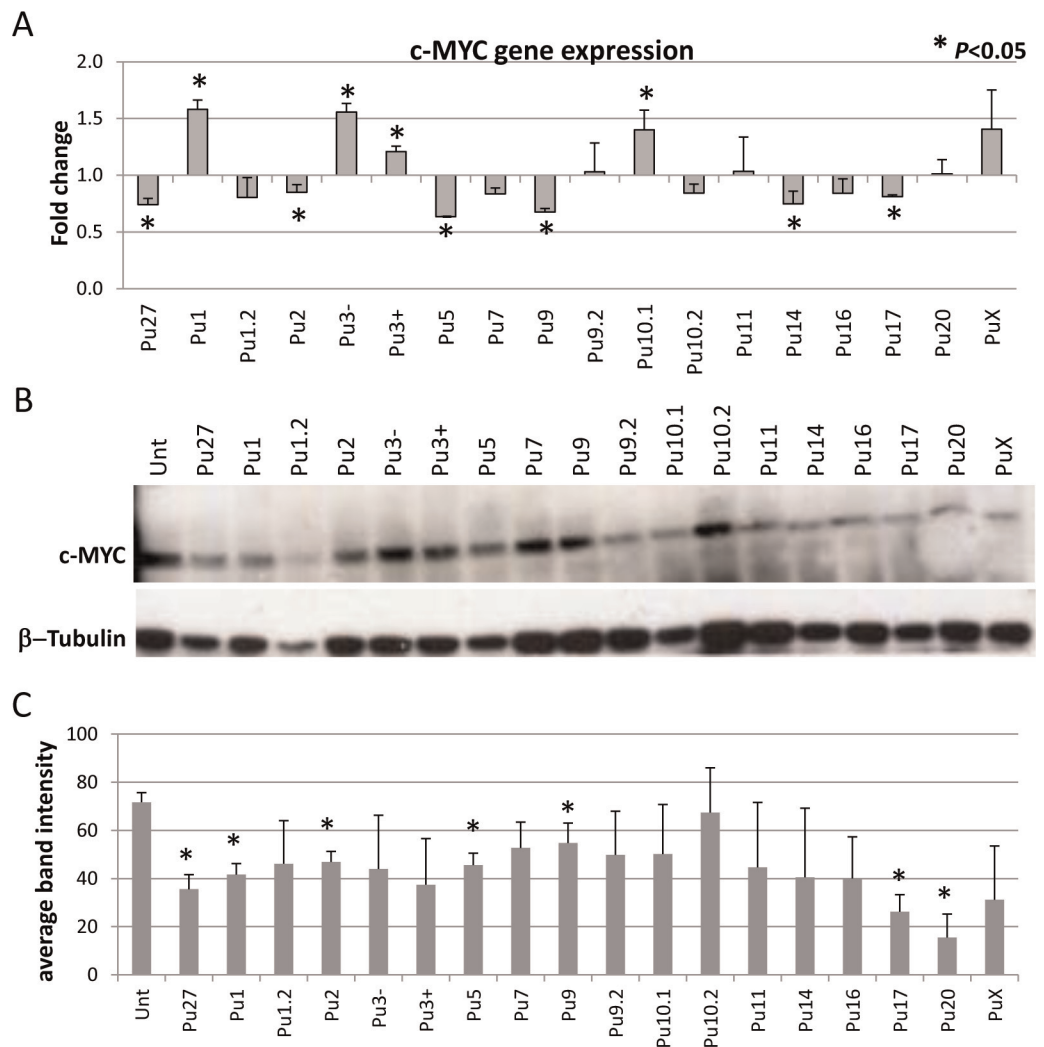 A
c-MYC gene expression
* P<0.05
Fold change
2.0
1.5
1.0
0.5
0.0
* * * * * * * * * *
Pu27 Pu1 Pu1.2 Pu2 Pu3- Pu3+ Pu5 Pu7 Pu9 Pu9.2 Pu10.1 Pu10.2 Pu11 Pu14 Pu16 Pu17 Pu20 PuX
B
Unt Pu27 Pu1 Pu1.2 Pu2 Pu3- Pu3+ Pu5 Pu7 Pu9 Pu9.2 Pu10.1 Pu10.2 Pu11 Pu14 Pu16 Pu17 Pu20 PuX
c-MYC
β–Tubulin
C
average band intensity
100
80
60
40
20
0
* * * * * * *
Unt Pu27 Pu1 Pu1.2 Pu2 Pu3- Pu3+ Pu5 Pu7 Pu9 Pu9.2 Pu10.1 Pu10.2 Pu11 Pu14 Pu16 Pu17 Pu20 PuX